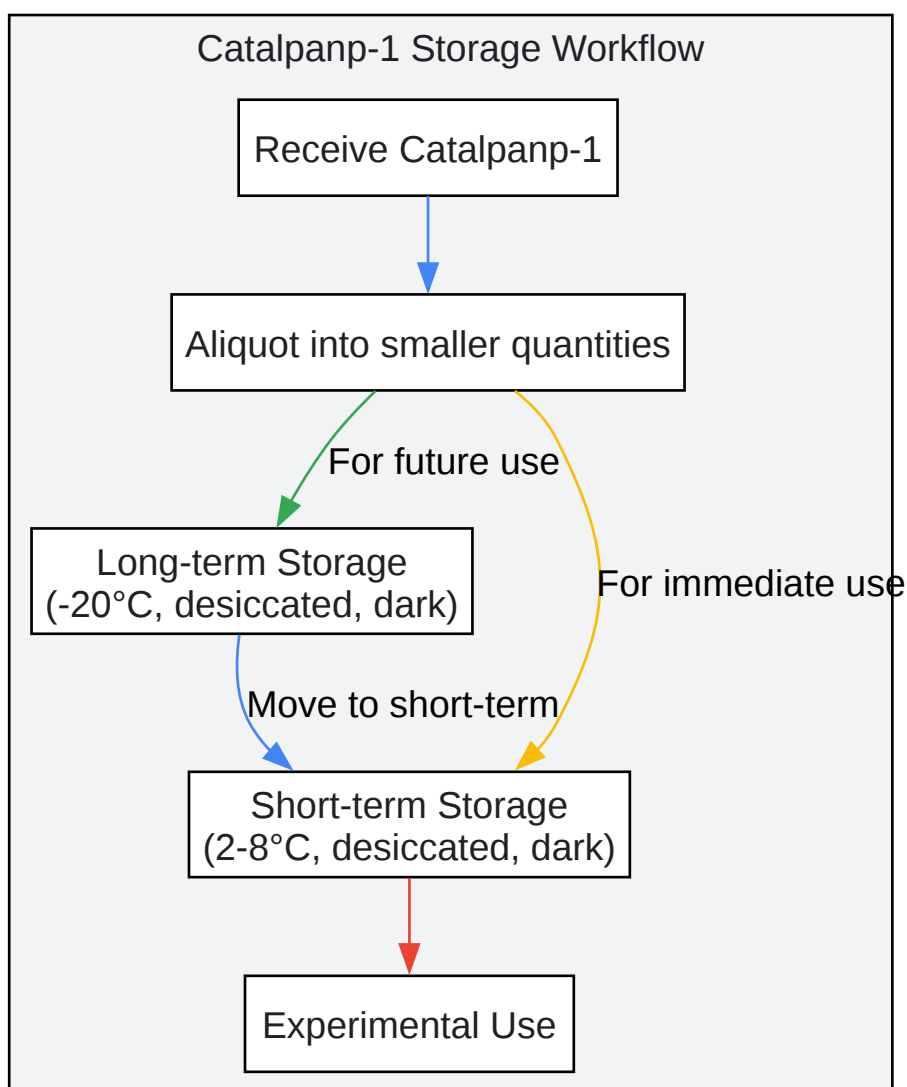 Catalpanp-1 Storage Workflow
Receive Catalpanp-1
Aliquot into smaller quantities
For future use
Long-term Storage
(-20°C, desiccated, dark)
For immediate use
Move to short-term
Short-term Storage
(2-8°C, desiccated, dark)
Experimental Use